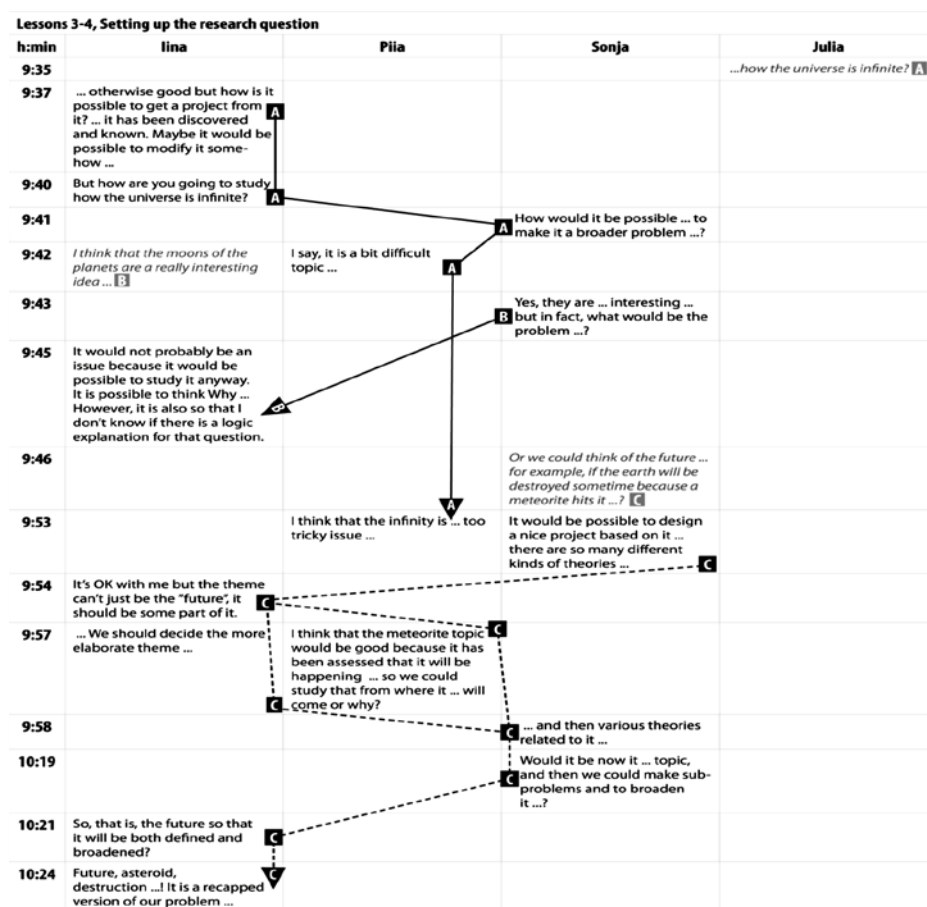 Lessons 3-4, Setting up the research question
h:min Iina Piia Sonja Julia
9:35
...how the universe is infinite? A
9:37
... otherwise good but how is it
possible to get a project from
it? ... it has been discovered
and known. Maybe it would be
possible to modify it some-
how ...
A
9:40
But how are you going to study
how the universe is infinite?
A
9:41
A
How would it be possible ... to
make it a broader problem ...?
9:42
I think that the moons of the
planets are a really interesting
idea ... B
I say, it is a bit difficult
topic ...
A
9:43
B
Yes, they are ... interesting ...
but in fact, what would be the
problem ...?
9:45
It would not probably be an
issue because it would be
possible to study it anyway.
It is possible to think Why ...
However, it is also so that I
don't know if there is a logic
explanation for that question.
B
9:46
Or we could think of the future ...
for example, if the earth will be
destroyed sometime because a
meteorite hits it ...? C
A
9:53
I think that the infinity is ... too
tricky issue ...
It would be possible to design
a nice project based on it ...
there are so many different
kinds of theories ...
C
9:54
It's OK with me but the theme
can't just be the "future", it
should be some part of it.
C
9:57
... We should decide the more
elaborate theme ...
C
I think that the meteorite topic
would be good because it has
been assessed that it will be
happening ... so we could
study that from where it ... will
come or why?
C
9:58
C
... and then various theories
related to it ...
10:19
C
Would it be now it ... topic,
and then we could make sub-
problems and to broaden
it ...?
10:21
So, that is, the future so that
it will be both defined and
broadened?
C
10:24
Future, asteroid,
destruction ...! It is a recapped
version of our problem ...
C